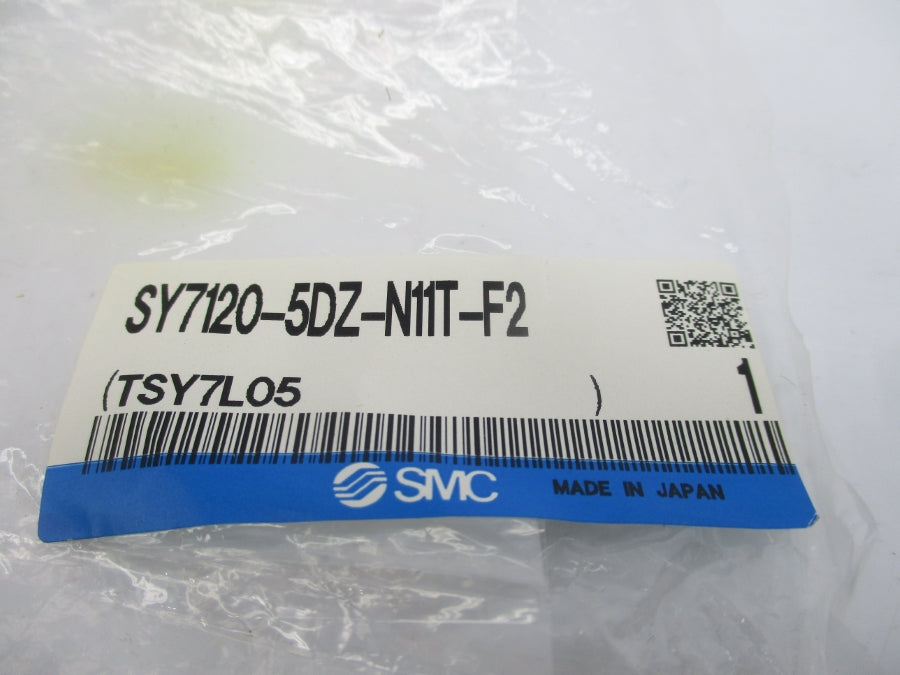 SY7120-5DZ-N11T-F2
(TSY7L05 )
1
SMC
MADE IN JAPAN